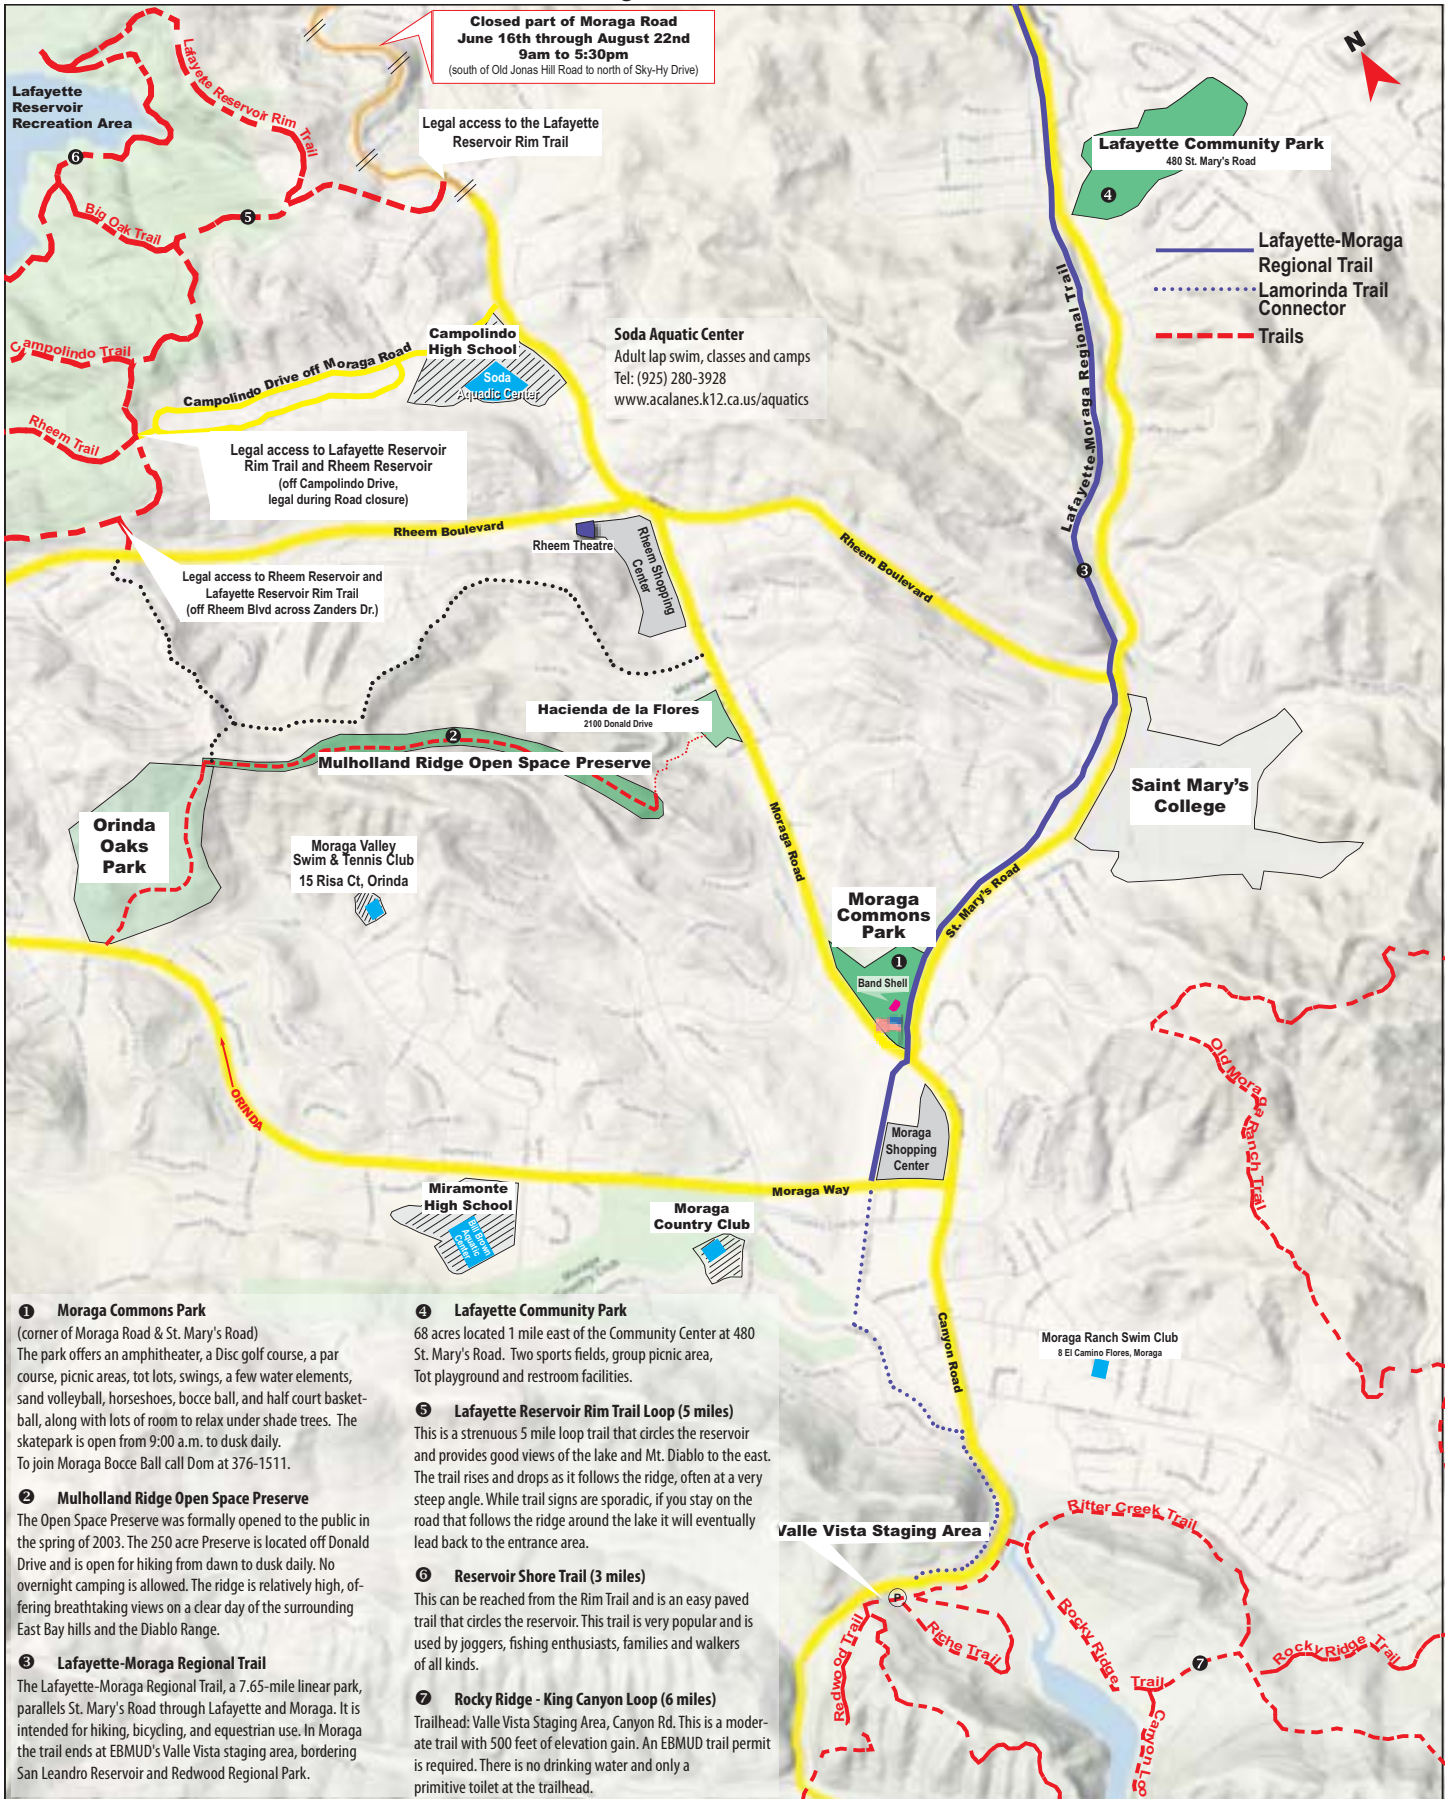 Closed part of Moraga Road
June 16th through August 22nd
9am to 5:30pm
(south of Old Jonas Hill Road to north of Sky-Hy Drive)
N
Lafayette
Reservoir
Recreation Area
Lafayette Reservoir Rim Trail
Legal access to the Lafayette
Reservoir Rim Trail
Lafayette Community Park
480 St. Mary's Road
4
6
5
Big Oak Trail
Lafayette-Moraga
Regional Trail
Lamorinda Trail
Connector
Trails
Lafayette-Moraga Regional Trail
Campolindo Trail
Campolindo Drive off Moraga Road
Campolindo
High School
Soda
Aquadic Center
Soda Aquatic Center
Adult lap swim, classes and camps
Tel: (925) 280-3928
www.acalanes.k12.ca.us/aquatics
Rheem Trail
Legal access to Lafayette Reservoir
Rim Trail and Rheem Reservoir
(off Campolindo Drive,
legal during Road closure)
Rheem Boulevard
Rheem Theatre
Rheem Shopping
Center
Rheem Boulevard
3
Legal access to Rheem Reservoir and
Lafayette Reservoir Rim Trail
(off Rheem Blvd across Zanders Dr.)
Hacienda de la Flores
2100 Donald Drive
2
Mulholland Ridge Open Space Preserve
Saint Mary's
College
Orinda
Oaks
Park
Moraga Valley
Swim & Tennis Club
15 Risa Ct, Orinda
Moraga Road
St. Mary's Road
Moraga
Commons
Park
1
Band Shell
Old Moraga Ranch Trail
ORINDA
Moraga
Shopping
Center
Moraga Way
Miramonte
High School
Bill Brown
Aquatic
Center
Moraga
Country Club
Canyon Road
Moraga Ranch Swim Club
8 El Camino Flores, Moraga
Valle Vista Staging Area
P
Ritter Creek Trail
Redwood Trail
Riche Trail
Rocky Ridge Trail
7
Rocky Ridge Trail
Canyon Loo
1 Moraga Commons Park
(corner of Moraga Road & St. Mary's Road)
The park offers an amphitheater, a Disc golf course, a par
course, picnic areas, tot lots, swings, a few water elements,
sand volleyball, horseshoes, bocce ball, and half court basket-
ball, along with lots of room to relax under shade trees. The
skatepark is open from 9:00 a.m. to dusk daily.
To join Moraga Bocce Ball call Dom at 376-1511.
2 Mulholland Ridge Open Space Preserve
The Open Space Preserve was formally opened to the public in
the spring of 2003. The 250 acre Preserve is located off Donald
Drive and is open for hiking from dawn to dusk daily. No
overnight camping is allowed. The ridge is relatively high, of-
fering breathtaking views on a clear day of the surrounding
East Bay hills and the Diablo Range.
3 Lafayette-Moraga Regional Trail
The Lafayette-Moraga Regional Trail, a 7.65-mile linear park,
parallels St. Mary's Road through Lafayette and Moraga. It is
intended for hiking, bicycling, and equestrian use. In Moraga
the trail ends at EBMUD's Valle Vista staging area, bordering
San Leandro Reservoir and Redwood Regional Park.
4 Lafayette Community Park
68 acres located 1 mile east of the Community Center at 480
St. Mary's Road. Two sports fields, group picnic area,
Tot playground and restroom facilities.
5 Lafayette Reservoir Rim Trail Loop (5 miles)
This is a strenuous 5 mile loop trail that circles the reservoir
and provides good views of the lake and Mt. Diablo to the east.
The trail rises and drops as it follows the ridge, often at a very
steep angle. While trail signs are sporadic, if you stay on the
road that follows the ridge around the lake it will eventually
lead back to the entrance area.
6 Reservoir Shore Trail (3 miles)
This can be reached from the Rim Trail and is an easy paved
trail that circles the reservoir. This trail is very popular and is
used by joggers, fishing enthusiasts, families and walkers
of all kinds.
7 Rocky Ridge - King Canyon Loop (6 miles)
Trailhead: Valle Vista Staging Area, Canyon Rd. This is a moder-
ate trail with 500 feet of elevation gain. An EBMUD trail permit
is required. There is no drinking water and only a
primitive toilet at the trailhead.